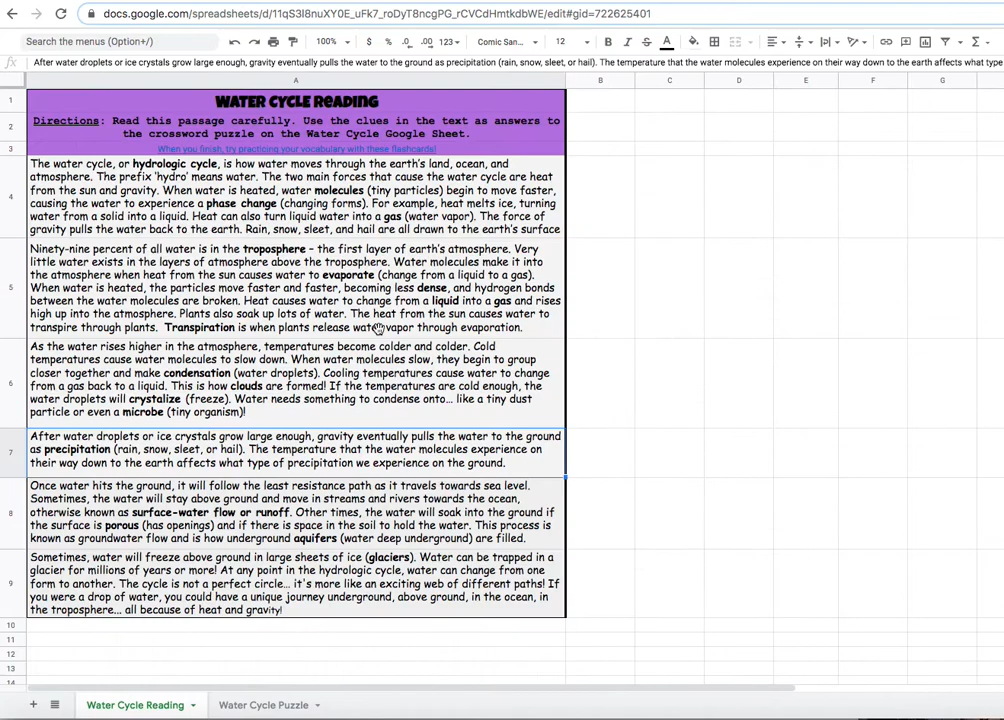 docs.google.com/spreadsheets/d/11qS3l8nuXY0E_uFk7_roDyT8ncgPG_rCVCdHmtkdbWE/edit#gid=722625401
Search the menus (Option+/) 100% $ % .0 .00 123 Comic San... 12 B I S A
fx After water droplets or ice crystals grow large enough, gravity eventually pulls the water to the ground as precipitation (rain, snow, sleet, or hail). The temperature that the water molecules experience on their way down to the earth affects what type
A B C D E F G
1 WATER CYCLE READING
2 Directions: Read this passage carefully. Use the clues in the text as answers to
the crossword puzzle on the Water Cycle Google Sheet.
3 When you finish, try practicing your vocabulary with these flashcards!
4 The water cycle, or hydrologic cycle, is how water moves through the earth's land, ocean, and
atmosphere. The prefix 'hydro' means water. The two main forces that cause the water cycle are heat
from the sun and gravity. When water is heated, water molecules (tiny particles) begin to move faster,
causing the water to experience a phase change (changing forms). For example, heat melts ice, turning
water from a solid into a liquid. Heat can also turn liquid water into a gas (water vapor). The force of
gravity pulls the water back to the earth. Rain, snow, sleet, and hail are all drawn to the earth's surface
5 Ninety-nine percent of all water is in the troposphere - the first layer of earth's atmosphere. Very
little water exists in the layers of atmosphere above the troposphere. Water molecules make it into
the atmosphere when heat from the sun causes water to evaporate (change from a liquid to a gas).
When water is heated, the particles move faster and faster, becoming less dense, and hydrogen bonds
between the water molecules are broken. Heat causes water to change from a liquid into a gas and rises
high up into the atmosphere. Plants also soak up lots of water. The heat from the sun causes water to
transpire through plants. Transpiration is when plants release water vapor through evaporation.
6 As the water rises higher in the atmosphere, temperatures become colder and colder. Cold
temperatures cause water molecules to slow down. When water molecules slow, they begin to group
closer together and make condensation (water droplets). Cooling temperatures cause water to change
from a gas back to a liquid. This is how clouds are formed! If the temperatures are cold enough, the
water droplets will crystalize (freeze). Water needs something to condense onto... like a tiny dust
particle or even a microbe (tiny organism)!
7 After water droplets or ice crystals grow large enough, gravity eventually pulls the water to the ground
as precipitation (rain, snow, sleet, or hail). The temperature that the water molecules experience on
their way down to the earth affects what type of precipitation we experience on the ground.
8 Once water hits the ground, it will follow the least resistance path as it travels towards sea level.
Sometimes, the water will stay above ground and move in streams and rivers towards the ocean,
otherwise known as surface-water flow or runoff. Other times, the water will soak into the ground if
the surface is porous (has openings) and if there is space in the soil to hold the water. This process is
known as groundwater flow and is how underground aquifers (water deep underground) are filled.
9 Sometimes, water will freeze above ground in large sheets of ice (glaciers). Water can be trapped in a
glacier for millions of years or more! At any point in the hydrologic cycle, water can change from one
form to another. The cycle is not a perfect circle... it's more like an exciting web of different paths! If
you were a drop of water, you could have a unique journey underground, above ground, in the ocean, in
the troposphere... all because of heat and gravity!
10
11
12
13
14
Water Cycle Reading Water Cycle Puzzle